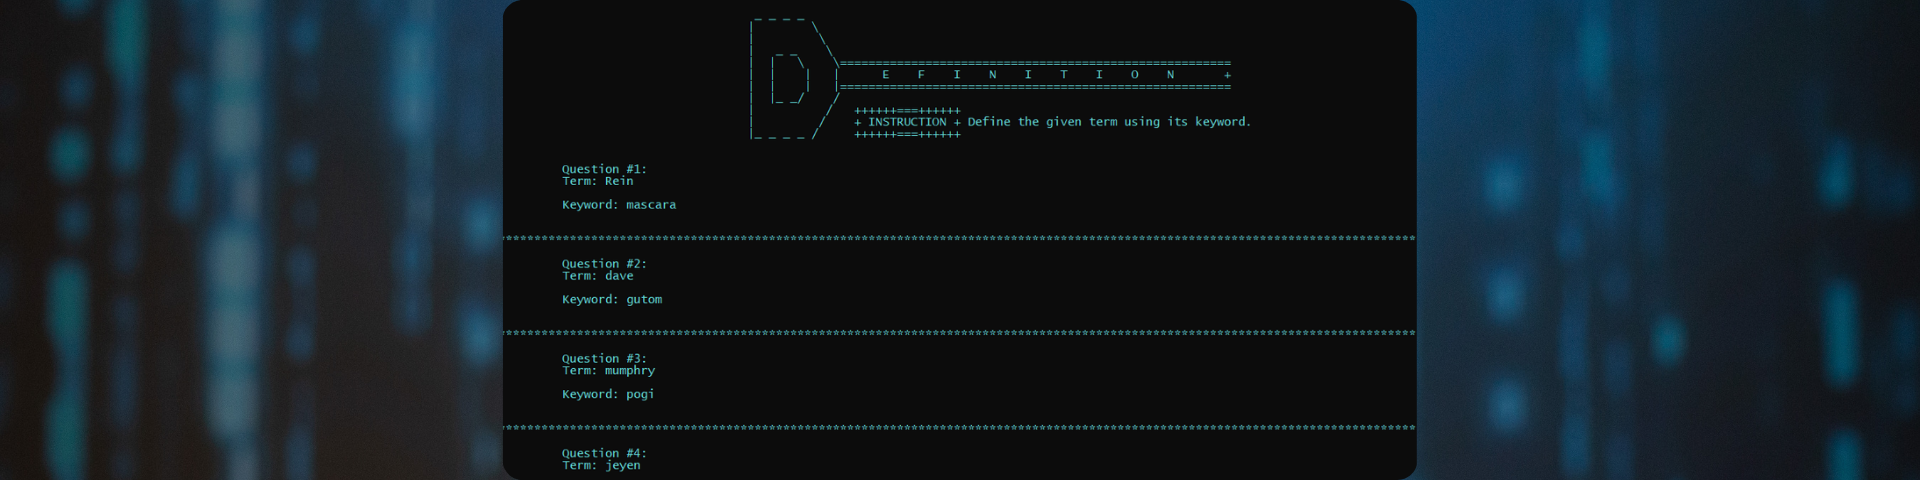 D E F I N I T I O N +
++++++===++++++
+ INSTRUCTION + Define the given term using its keyword.
++++++===++++++
Question #1:
Term: Rein
Keyword: mascara
Question #2:
Term: dave
Keyword: gutom
Question #3:
Term: mumphry
Keyword: pogi
Question #4:
Term: jeyen